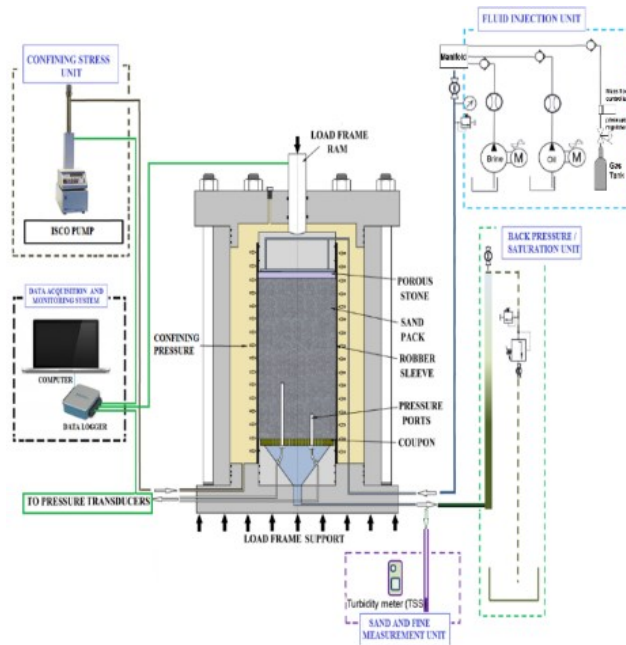 FLUID INJECTION UNIT
CONFINING STRESS
UNIT
ISCO PUMP
LOAD FRAME
RAM
Manifold
Brine
M
Oil
M
Gas
Tank
BACK PRESSURE /
SATURATION UNIT
DATA ACQUISITION AND
MONITORING SYSTEM
COMPUTER
DATA LOGGER
CONFINING
PRESSURE
POROUS
STONE
SAND
PACK
ROBBER
SLEEVE
PRESSURE
PORTS
COUPON
TO PRESSURE TRANSDUCERS
LOAD FRAME SUPPORT
Turbidity meter (TSS)
SAND AND FINE
MEASUREMENT UNIT